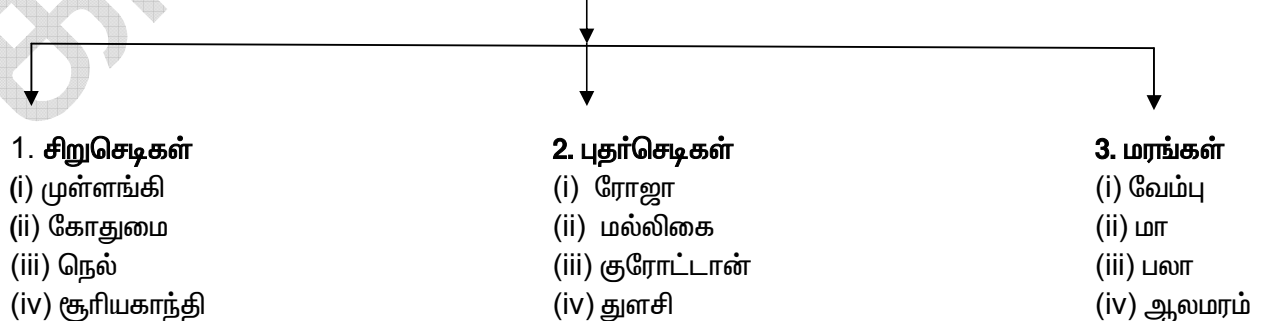 1. சிறுசெடிகள்
(i) முள்ளங்கி
(ii) கோதுமை
(iii) நெல்
(iv) சூரியகாந்தி
2. புதர்செடிகள்
(i) ரோஜா
(ii) மல்லிகை
(iii) குரோட்டான்
(iv) துளசி
3. மரங்கள்
(i) வேம்பு
(ii) மா
(iii) பலா
(iv) ஆலமரம்